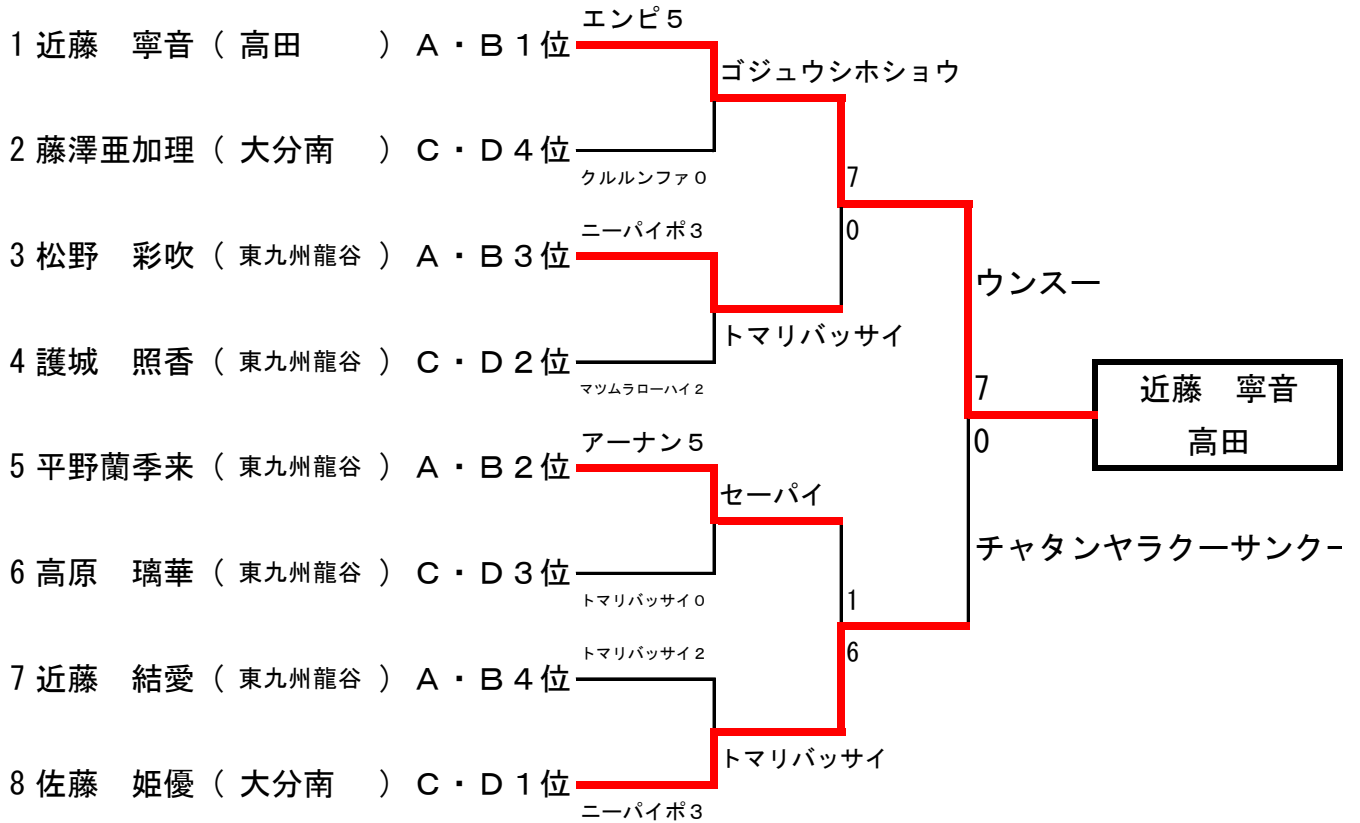 エンピ５
1 近藤　寧音（ 高田　　）Ａ・Ｂ１位
ゴジュウシホショウ
2 藤澤亜加理（ 大分南　）Ｃ・Ｄ４位
クルルンファ０
7
0
ニーパイポ３
3 松野　彩吹（ 東九州龍谷 ）Ａ・Ｂ３位
ウンスー
トマリバッサイ
4 護城　照香（ 東九州龍谷 ）Ｃ・Ｄ２位
マツムラローハイ２
7
0
近藤　寧音
高田
アーナン５
5 平野蘭季来（ 東九州龍谷 ）Ａ・Ｂ２位
セーパイ
チャタンヤラクーサンクー
6 高原　璃華（ 東九州龍谷 ）Ｃ・Ｄ３位
トマリバッサイ０
1
6
トマリバッサイ２
7 近藤　結愛（ 東九州龍谷 ）Ａ・Ｂ４位
トマリバッサイ
8 佐藤　姫優（ 大分南　）Ｃ・Ｄ１位
ニーパイポ３